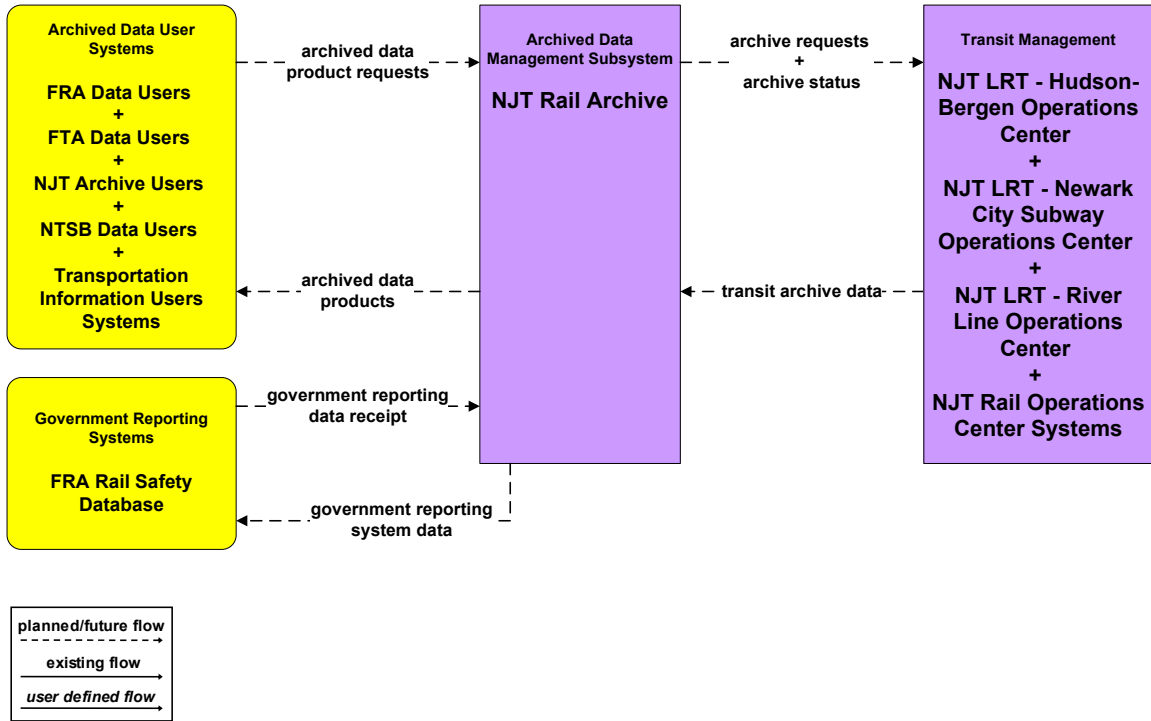 Archived Data User
Systems
FRA Data Users
+
FTA Data Users
+
NJT Archive Users
+
NTSB Data Users
+
Transportation
Information Users
Systems
archived data
product requests
archived data
products
Archived Data
Management Subsystem
NJT Rail Archive
archive requests
+
archive status
transit archive data
Transit Management
NJT LRT - Hudson-
Bergen Operations
Center
+
NJT LRT - Newark
City Subway
Operations Center
+
NJT LRT - River
Line Operations
Center
+
NJT Rail Operations
Center Systems
Government Reporting
Systems
FRA Rail Safety
Database
government reporting
data receipt
government reporting
system data
planned/future flow
existing flow
user defined flow